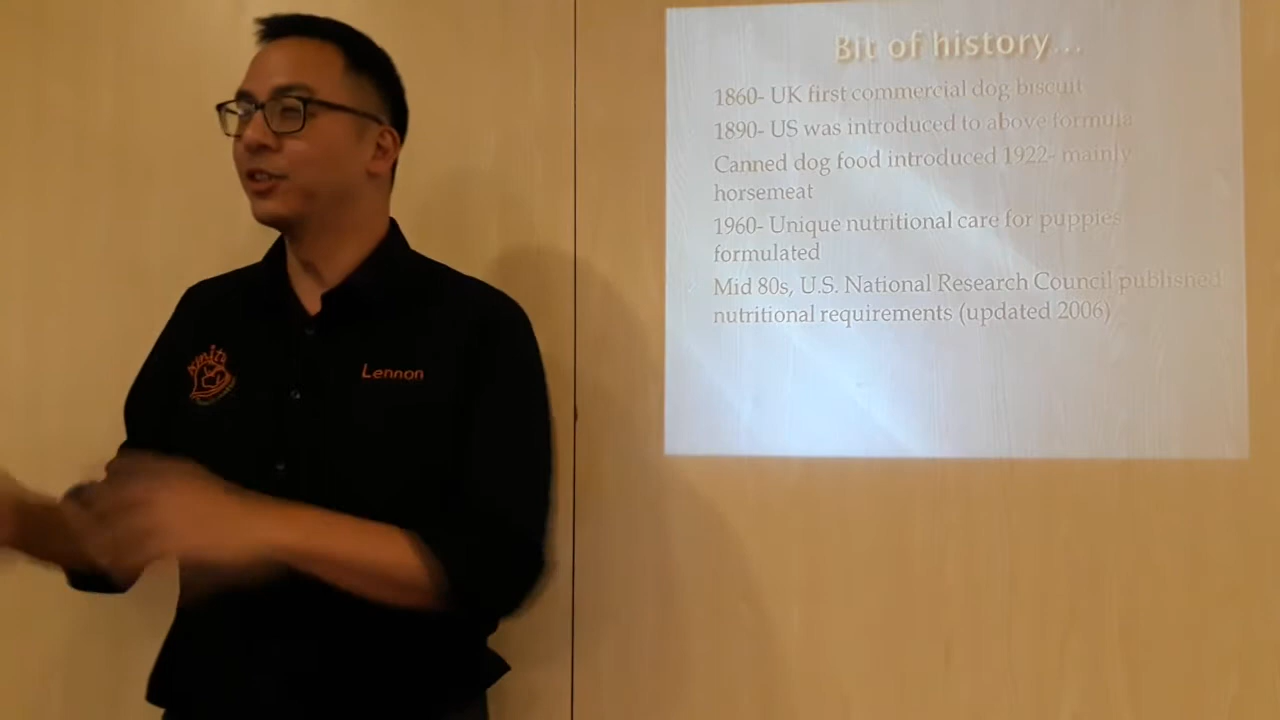 Bit of history...
1860- UK first commercial dog biscuit
1890- US was introduced to above formula
Canned dog food introduced 1922- mainly
horsemeat
1960- Unique nutritional care for puppies
formulated
Mid 80s, U.S. National Research Council published
nutritional requirements (updated 2006)
Lennon